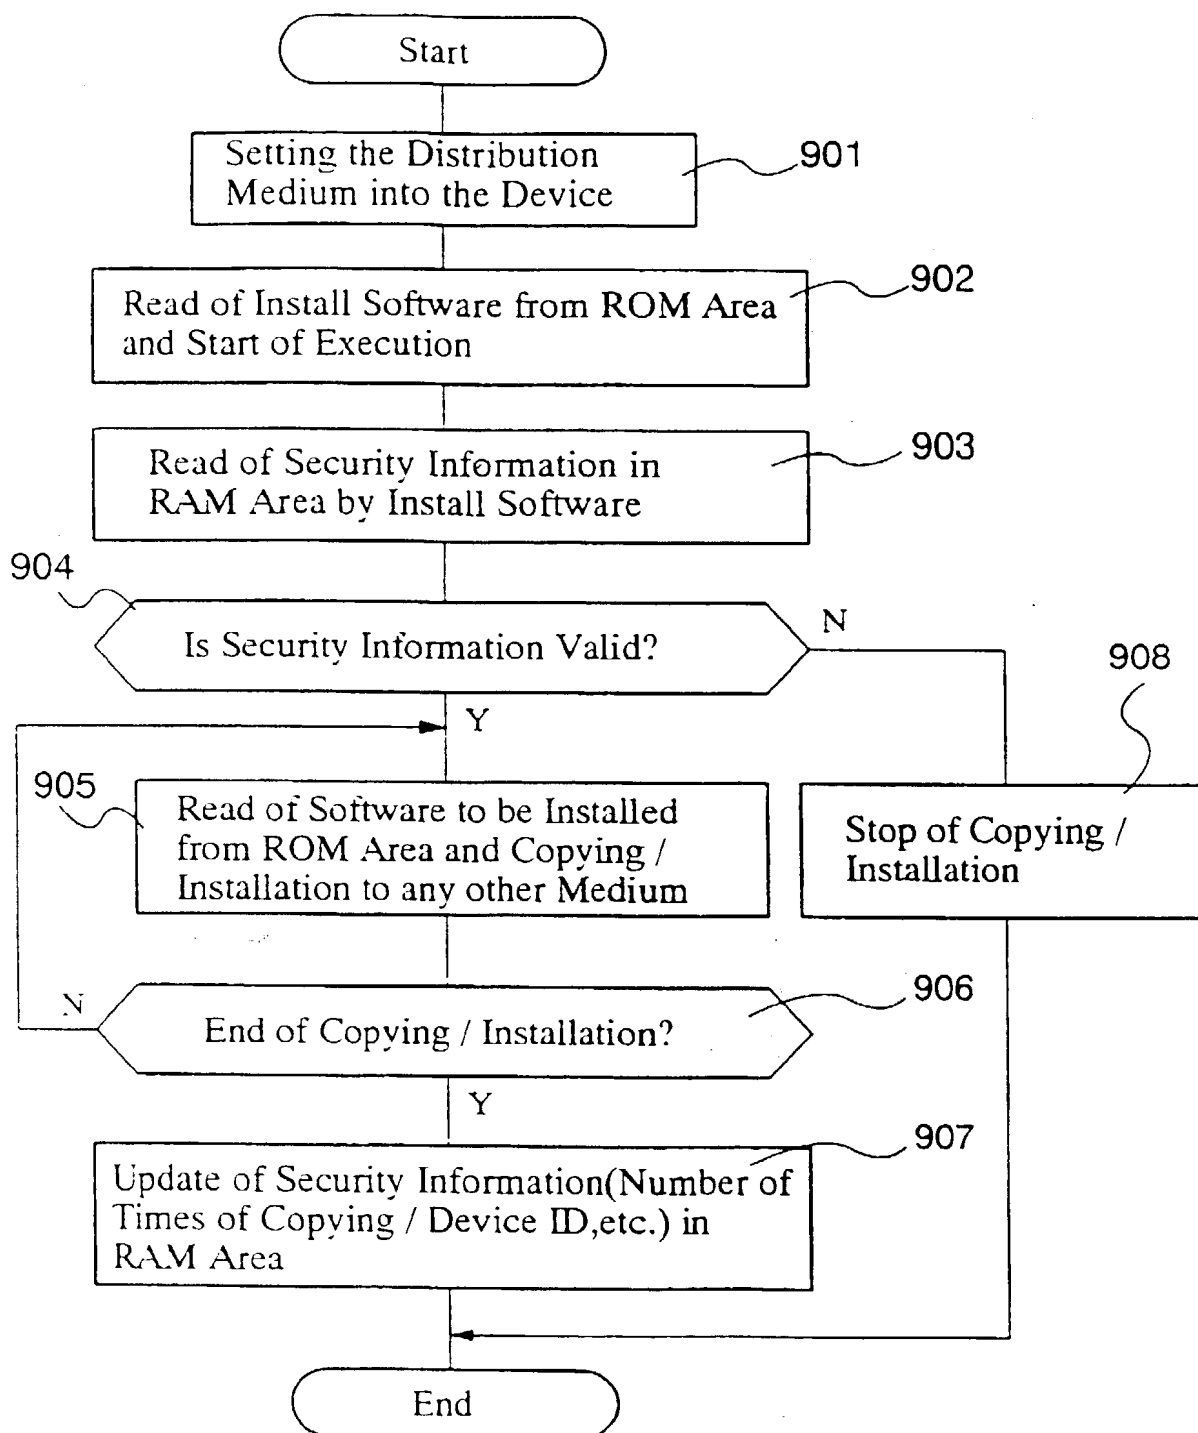 Start
Setting the Distribution
Medium into the Device
901
Read of Install Software from ROM Area
and Start of Execution
902
Read of Security Information in
RAM Area by Install Software
903
904
Is Security Information Valid?
N
Y
905
Read of Software to be Installed
from ROM Area and Copying /
Installation to any other Medium
908
Stop of Copying /
Installation
N
End of Copying / Installation?
906
Y
907
Update of Security Information(Number of
Times of Copying / Device ID,etc.) in
RAM Area
End